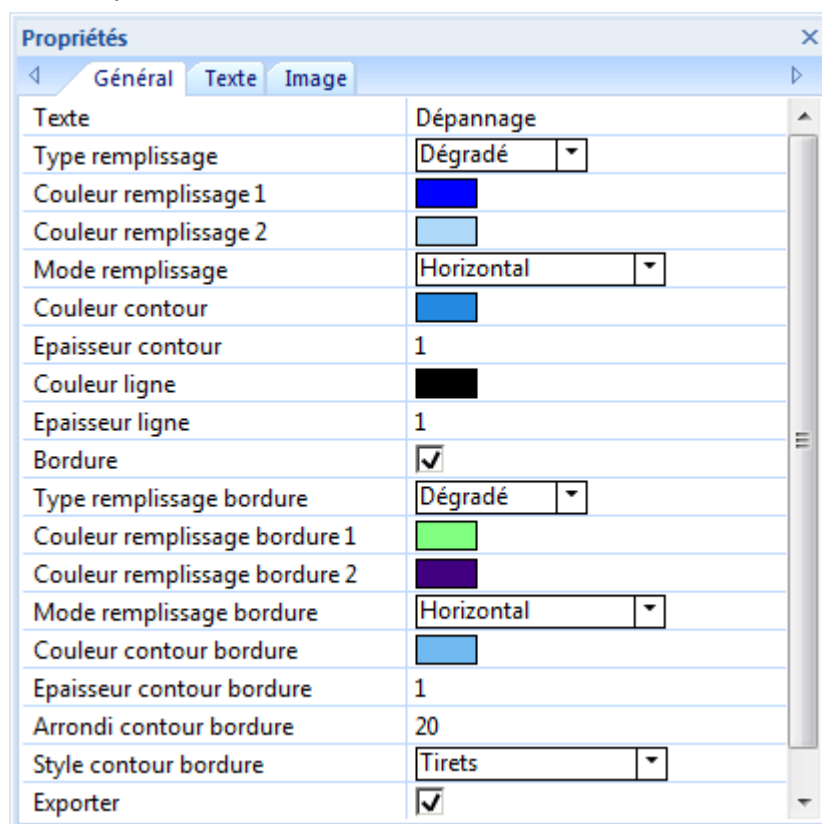 Propriétés
Général Texte Image
Texte Dépannage
Type remplissage Dégradé
Couleur remplissage 1
Couleur remplissage 2
Mode remplissage Horizontal
Couleur contour
Epaisseur contour 1
Couleur ligne
Epaisseur ligne 1
Bordure
Type remplissage bordure Dégradé
Couleur remplissage bordure 1
Couleur remplissage bordure 2
Mode remplissage bordure Horizontal
Couleur contour bordure
Epaisseur contour bordure 1
Arrondi contour bordure 20
Style contour bordure Tirets
Exporter